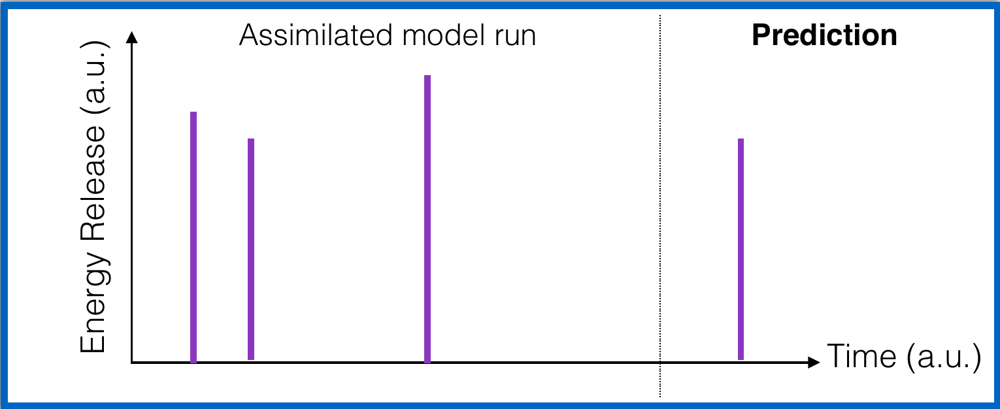 Assimilated model run
Prediction
Energy Release (a.u.)
Time (a.u.)